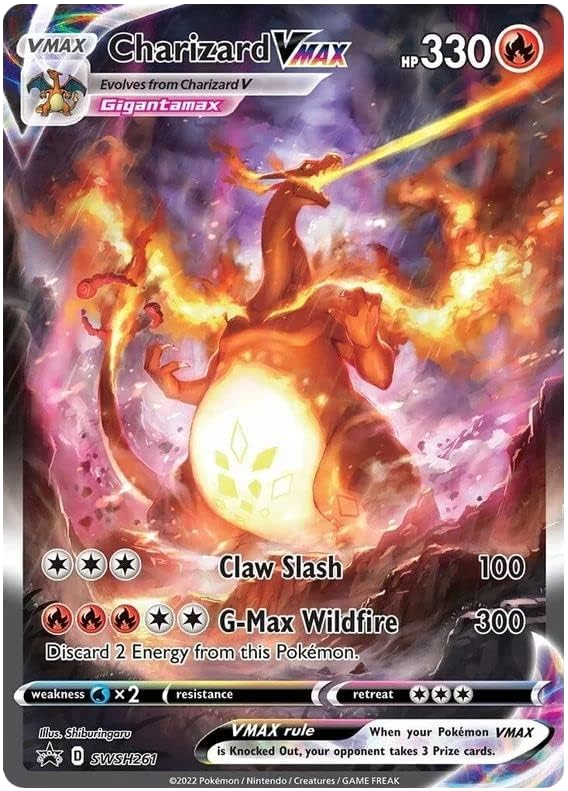 VMAX Charizard VMAX HP 330
Evolves from Charizard V
Gigantamax
Claw Slash 100
G-Max Wildfire 300
Discard 2 Energy from this Pokémon.
weakness ×2 resistance retreat
Illus. Shiburingaru
D SWSH261
VMAX rule When your Pokémon VMAX
is Knocked Out, your opponent takes 3 Prize cards.
©2022 Pokémon / Nintendo / Creatures / GAME FREAK